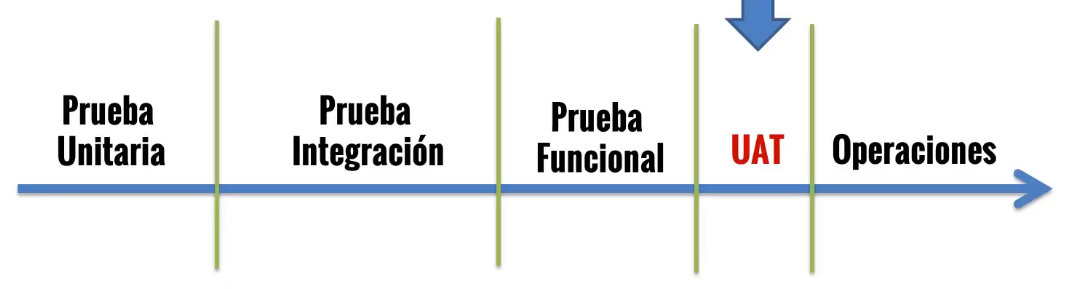 Prueba
Unitaria
Prueba
Integración
Prueba
Funcional
UAT
Operaciones